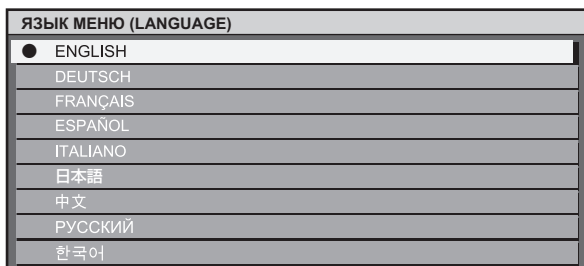 ЯЗЫК МЕНЮ (LANGUAGE)
ENGLISH
DEUTSCH
FRANÇAIS
ESPAÑOL
ITALIANO
日本語
中文
РУССКИЙ
한국어